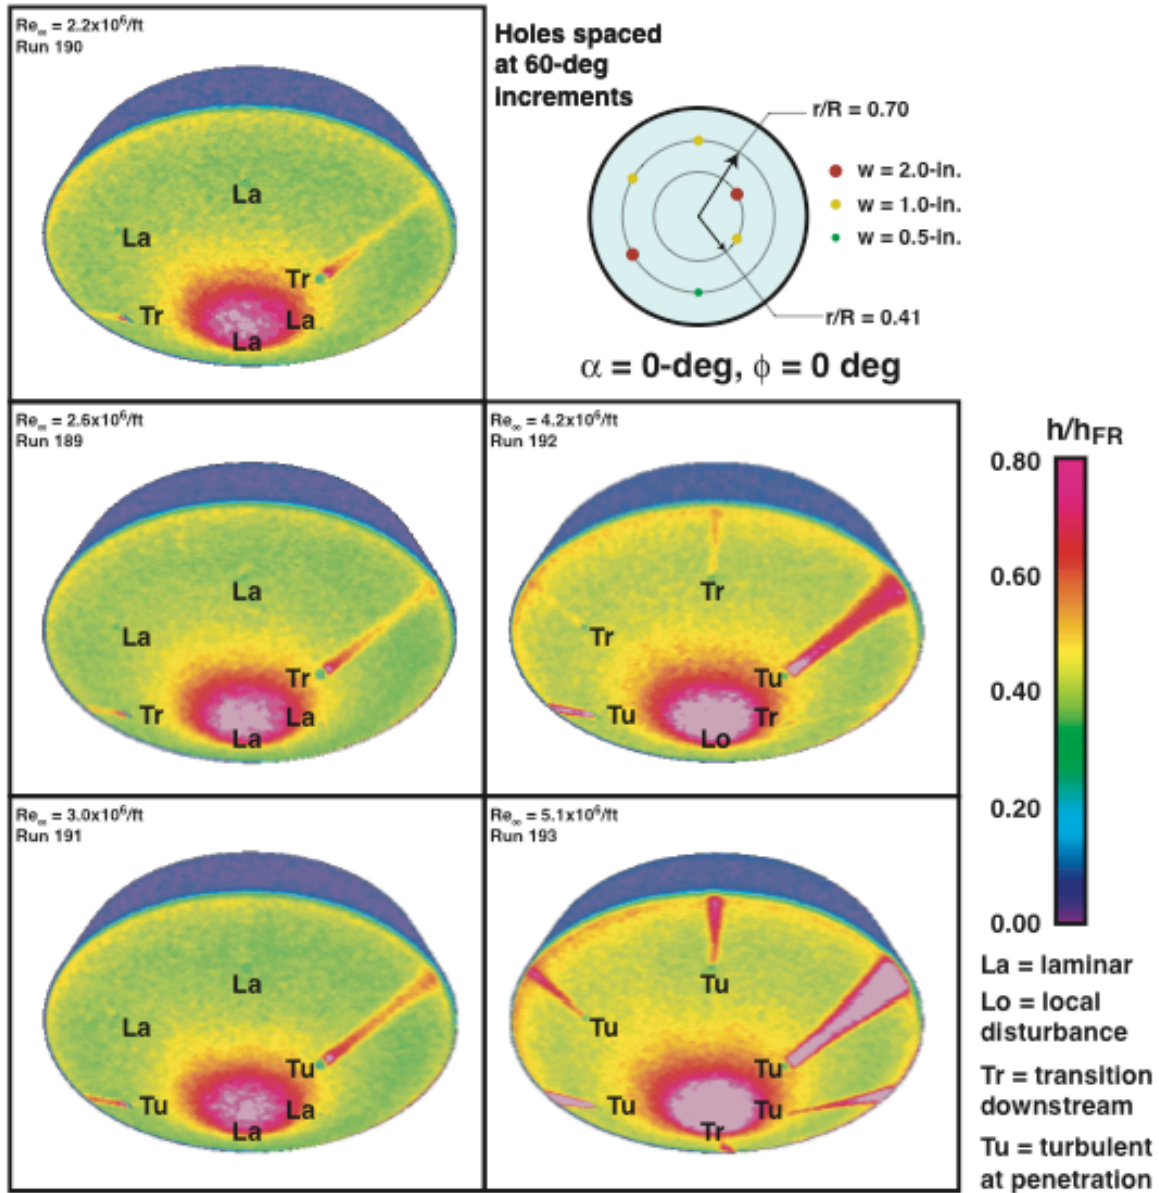 Re∞ = 2.2x10⁶/ft
Run 190
La
La
Tr
Tr
La
La
Holes spaced
at 60-deg
increments
r/R = 0.70
w = 2.0-in.
w = 1.0-in.
w = 0.5-in.
r/R = 0.41
α = 0-deg, ϕ = 0 deg
Re∞ = 2.6x10⁶/ft
Run 189
La
La
Tr
Tr
La
La
Re∞ = 4.2x10⁶/ft
Run 192
Tr
Tr
Tu
Tu
Tr
Lo
Re∞ = 3.0x10⁶/ft
Run 191
La
La
Tu
Tu
La
La
Re∞ = 5.1x10⁶/ft
Run 193
Tu
Tu
Tu
Tu
Tu
Tr
h/hFR
0.80
0.60
0.40
0.20
0.00
La = laminar
Lo = local
disturbance
Tr = transition
downstream
Tu = turbulent
at penetration